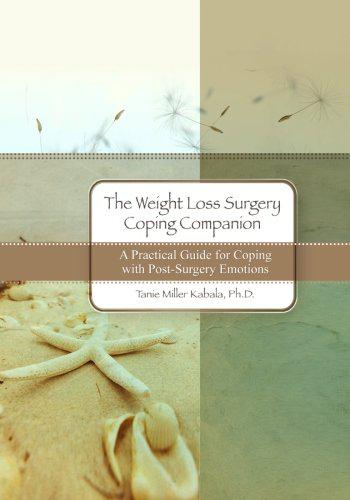 The Weight Loss Surgery
Coping Companion
A Practical Guide for Coping
with Post-Surgery Emotions
Tanie Miller Kabala, Ph.D.